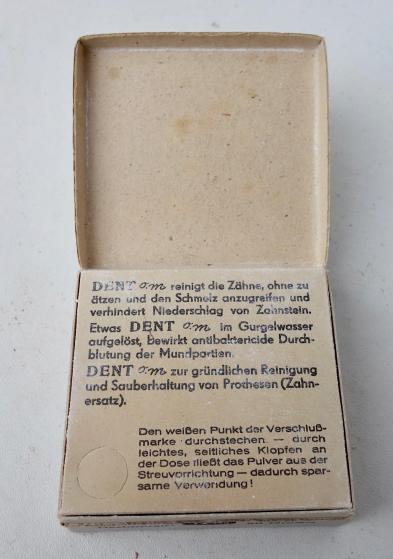 DENT o.m reinigt die Zähne, ohne zu
ätzen und den Schmelz anzugreifen und
verhindert Niederschlag von Zahnstein.
Etwas DENT o.m im Gurgelwasser
aufgelöst, bewirkt antibaktericide Durch-
blutung der Mundpartien.
DENT o.m zur gründlichen Reinigung
und Sauberhaltung von Prothesen (Zahn-
ersatz).
Den weißen Punkt der Verschluß-
marke durchstechen — durch
leichtes, seitliches Klopfen an
der Dose fließt das Pulver aus der
Streuvorrichtung — dadurch spar-
same Verwendung!